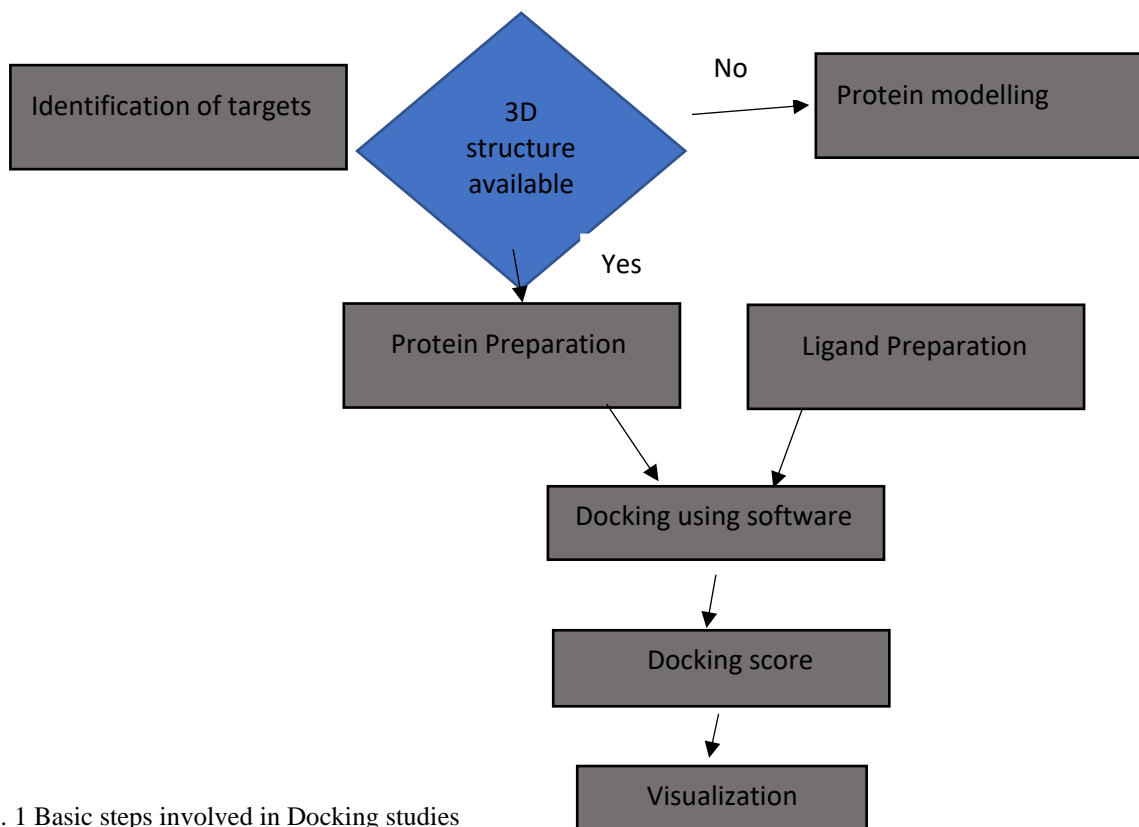 Identification of targets
3D
structure
available
No
Protein modelling
Yes
Protein Preparation
Ligand Preparation
Docking using software
Docking score
Visualization
. 1 Basic steps involved in Docking studies